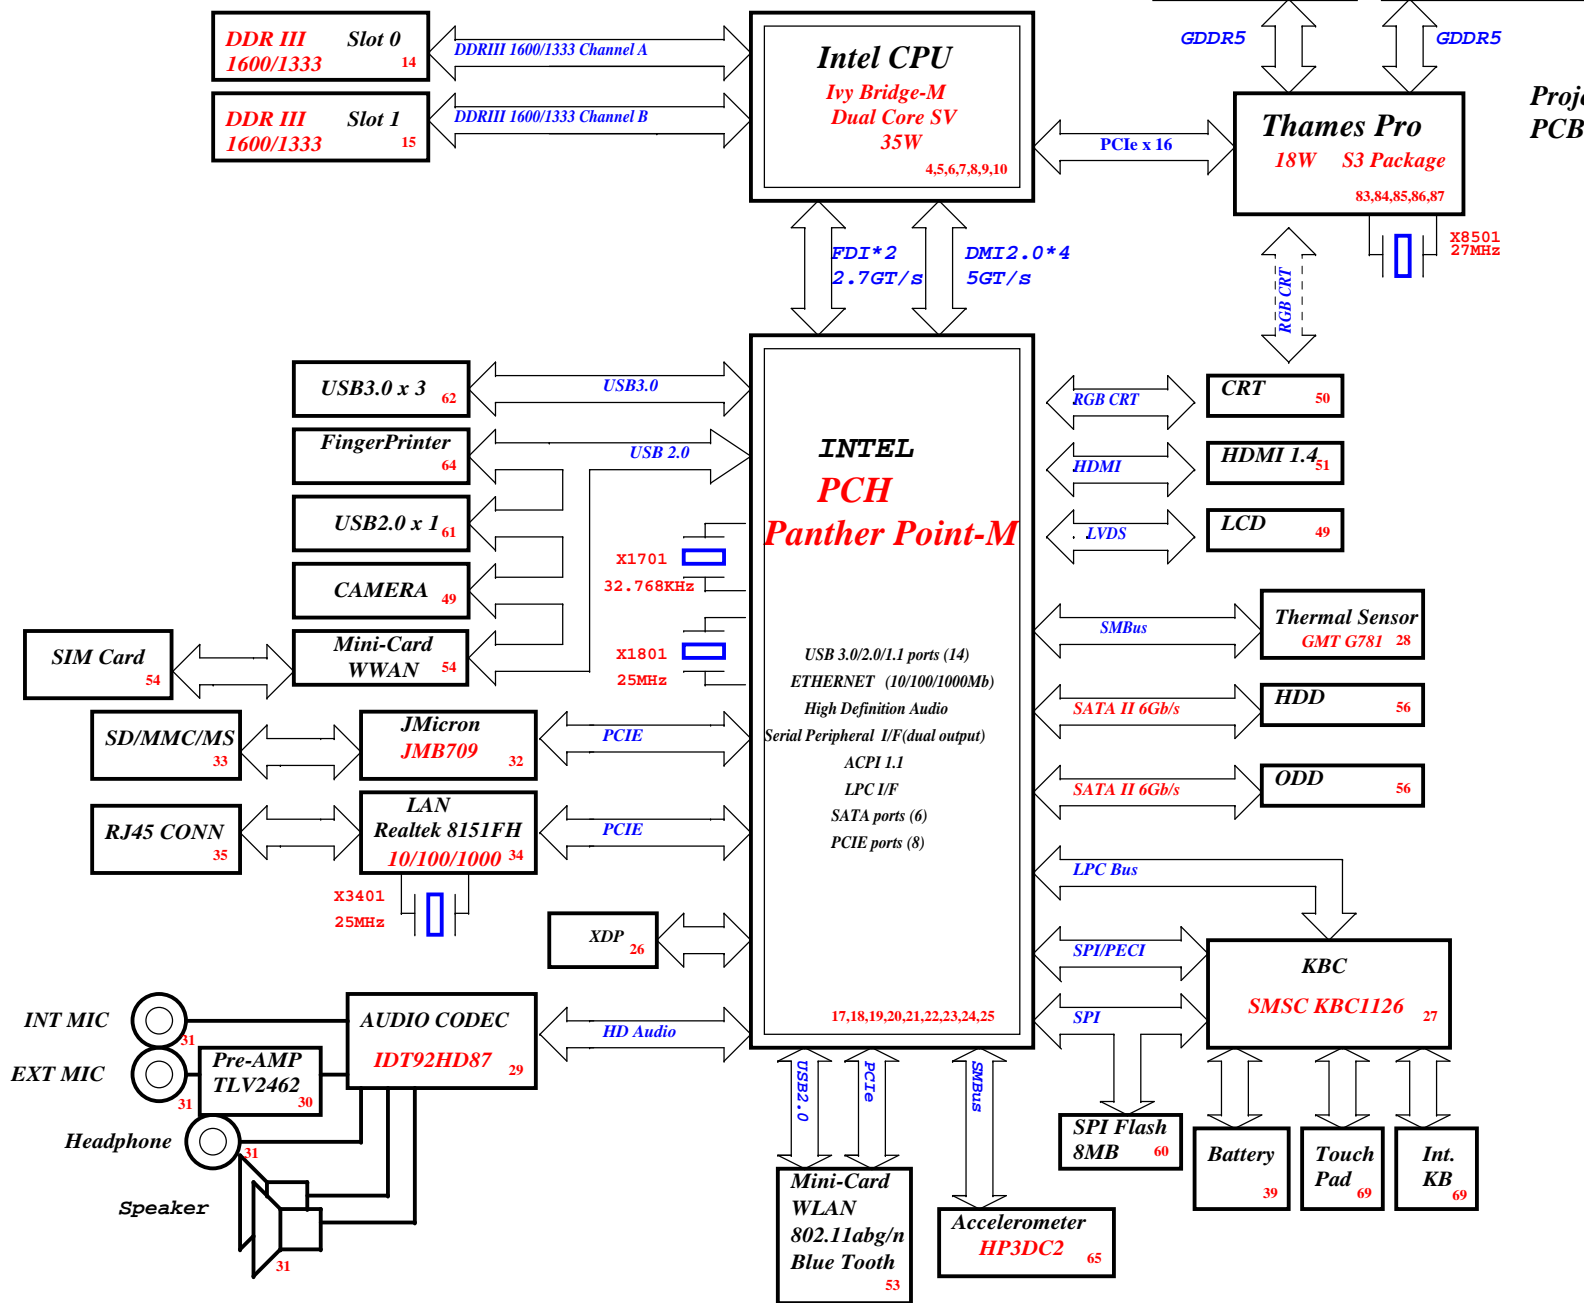 DDR III Slot 0
1600/1333 14
DDRIII 1600/1333 Channel A
DDR III Slot 1
1600/1333 15
DDRIII 1600/1333 Channel B
Intel CPU
Ivy Bridge-M
Dual Core SV
35W
4,5,6,7,8,9,10
PCIe x 16
GDDR5
GDDR5
Thames Pro
18W S3 Package
83,84,85,86,87
X8501
27MHz
Proje
PCB
FDI*2
2.7GT/s
DMI2.0*4
5GT/s
RGB CRT
USB3.0 x 3
62
USB3.0
FingerPrinter
64
USB 2.0
USB2.0 x 1
61
CAMERA
49
Mini-Card
WWAN 54
SIM Card
54
X1701
32.768KHz
X1801
25MHz
INTEL
PCH
Panther Point-M
USB 3.0/2.0/1.1 ports (14)
ETHERNET (10/100/1000Mb)
High Definition Audio
Serial Peripheral I/F(dual output)
ACPI 1.1
LPC I/F
SATA ports (6)
PCIE ports (8)
17,18,19,20,21,22,23,24,25
RGB CRT
CRT
50
HDMI
HDMI 1.4
51
LVDS
LCD
49
SMBus
Thermal Sensor
GMT G781 28
SATA II 6Gb/s
HDD
56
SATA II 6Gb/s
ODD
56
LPC Bus
SPI/PECI
SPI
KBC
SMSC KBC1126 27
SD/MMC/MS
33
JMicron
JMB709
32
PCIE
RJ45 CONN
35
LAN
Realtek 8151FH
10/100/1000 34
PCIE
X3401
25MHz
XDP
26
INT MIC
31
EXT MIC
31
Pre-AMP
TLV2462
30
AUDIO CODEC
IDT92HD87
29
HD Audio
Headphone
31
Speaker
31
USB2.0
PCIe
SMBus
Mini-Card
WLAN
802.11abg/n
Blue Tooth
53
Accelerometer
HP3DC2
65
SPI Flash
8MB 60
Battery
39
Touch
Pad
69
Int.
KB
69